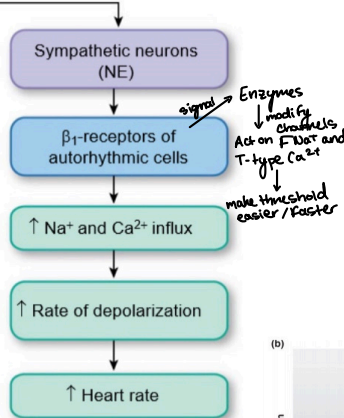 Sympathetic neurons
(NE)
β₁-receptors of
autorhythmic cells
signal
Enzymes
modify
channels
Act on F Na⁺ and
T-type Ca²⁺
make threshold
easier/faster
↑ Na⁺ and Ca²⁺ influx
↑ Rate of depolarization
↑ Heart rate
(b)